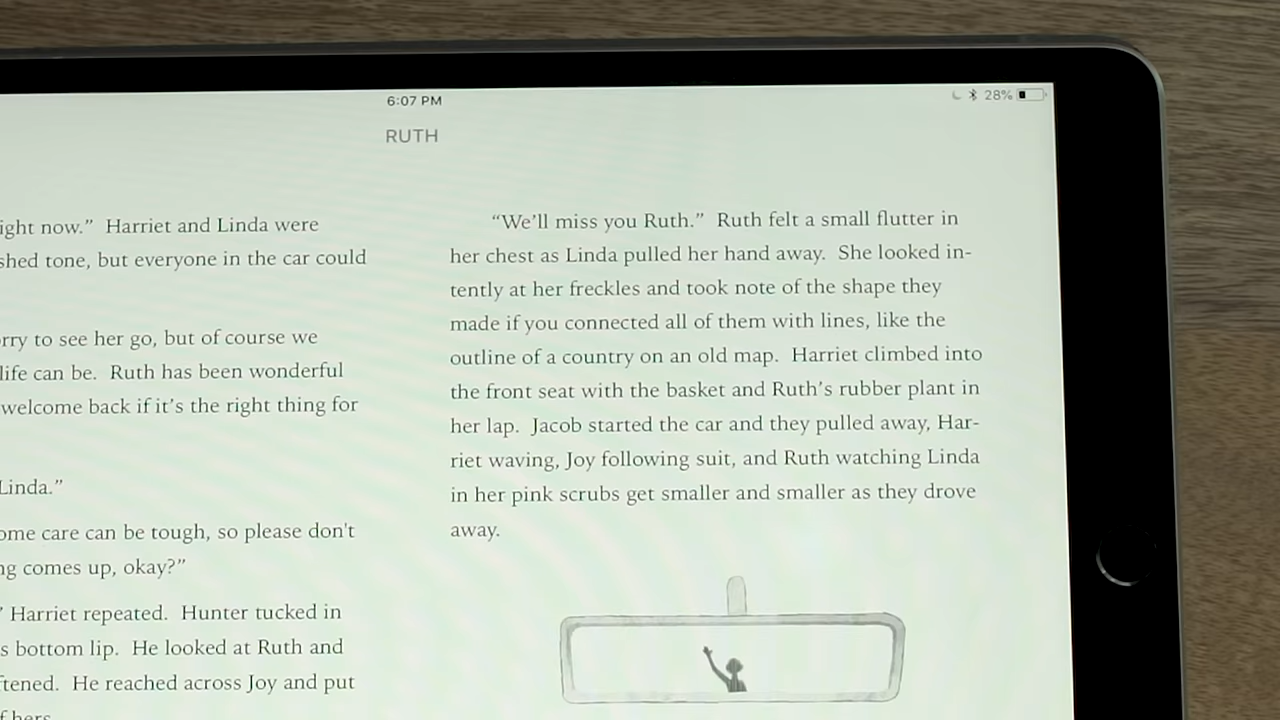 6:07 PM
28%
RUTH
now.” Harriet and Linda were
tone, but everyone in the car could
to see her go, but of course we
life can be. Ruth has been wonderful
welcome back if it’s the right thing for
Linda.”
care can be tough, so please don't
comes up, okay?”
Harriet repeated. Hunter tucked in
bottom lip. He looked at Ruth and
He reached across Joy and put
hers.
“We’ll miss you Ruth.” Ruth felt a small flutter in
her chest as Linda pulled her hand away. She looked in-
tently at her freckles and took note of the shape they
made if you connected all of them with lines, like the
outline of a country on an old map. Harriet climbed into
the front seat with the basket and Ruth’s rubber plant in
her lap. Jacob started the car and they pulled away, Har-
riet waving, Joy following suit, and Ruth watching Linda
in her pink scrubs get smaller and smaller as they drove
away.